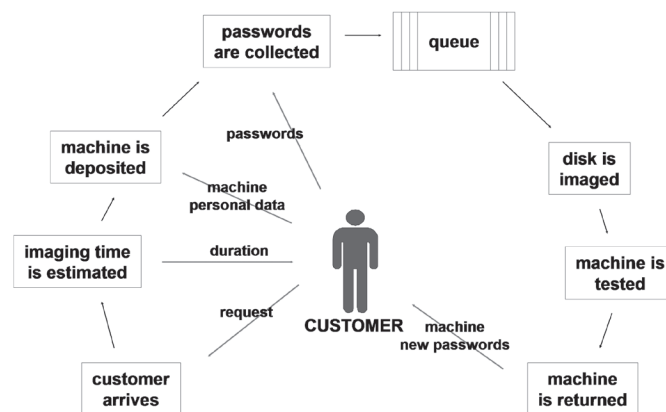 passwords
are collected
queue
passwords
machine is
deposited
disk is
imaged
machine
personal data
imaging time
is estimated
duration
machine is
tested
request
CUSTOMER
machine
new passwords
customer
arrives
machine
is returned